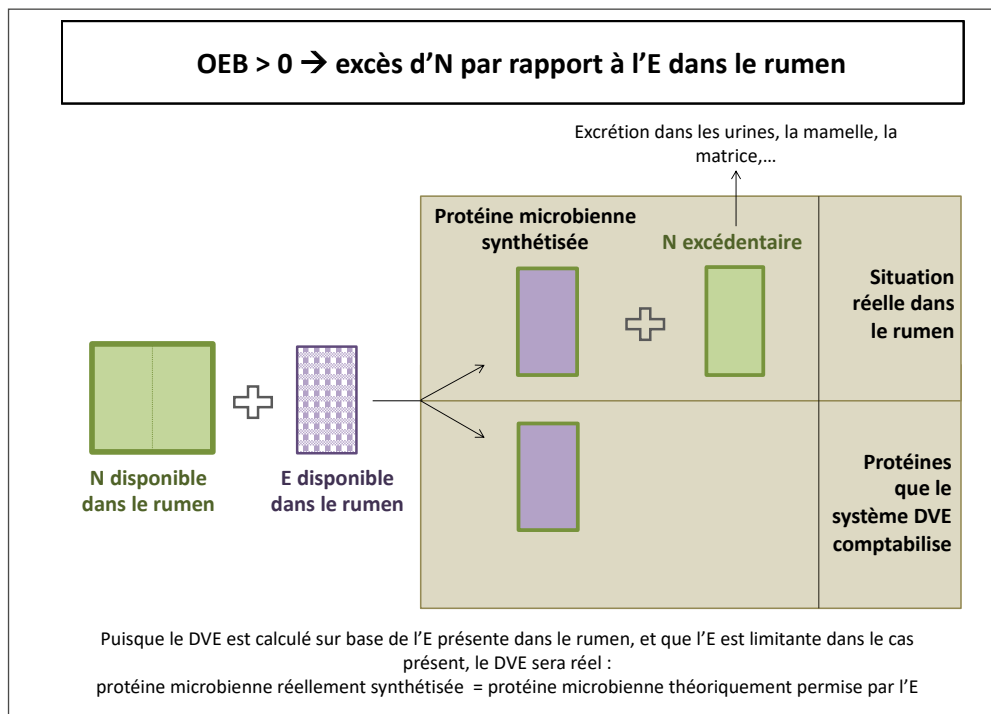 OEB > 0 → excès d’N par rapport à l’E dans le rumen
Excrétion dans les urines, la mamelle, la
matrice,…
Protéine microbienne
synthétisée
N excédentaire
Situation
réelle dans
le rumen
N disponible
dans le rumen
E disponible
dans le rumen
Protéines
que le
système DVE
comptabilise
Puisque le DVE est calculé sur base de l’E présente dans le rumen, et que l’E est limitante dans le cas
présent, le DVE sera réel :
protéine microbienne réellement synthétisée = protéine microbienne théoriquement permise par l’E